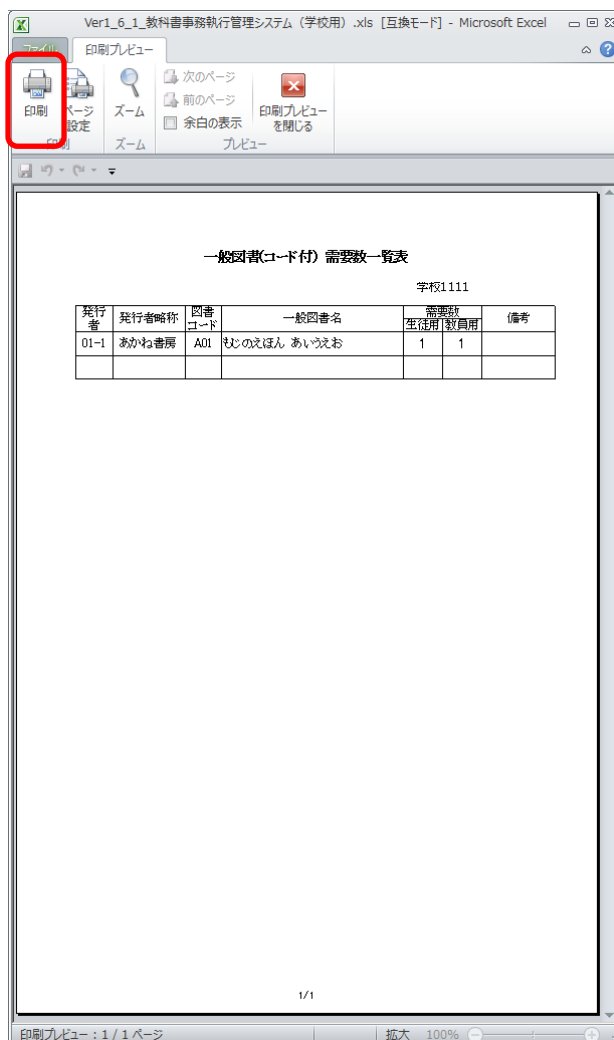 Ver1_6_1_教科書事務執行管理システム（学校用）.xls [互換モード] - Microsoft Excel
ファイル 印刷プレビュー
印刷 ページ設定 ズーム 次のページ 前のページ 余白の表示 印刷プレビューを閉じる
印刷 ズーム プレビュー
一般図書(コード付) 需要数一覧表
学校1111
発行者 発行者略称 図書コード 一般図書名 需要数 生徒用 教員用 備考
01-1 あかね書房 A01 もじのえほん あいうえお 1 1
1/1
印刷プレビュー : 1 / 1 ページ 拡大 100%